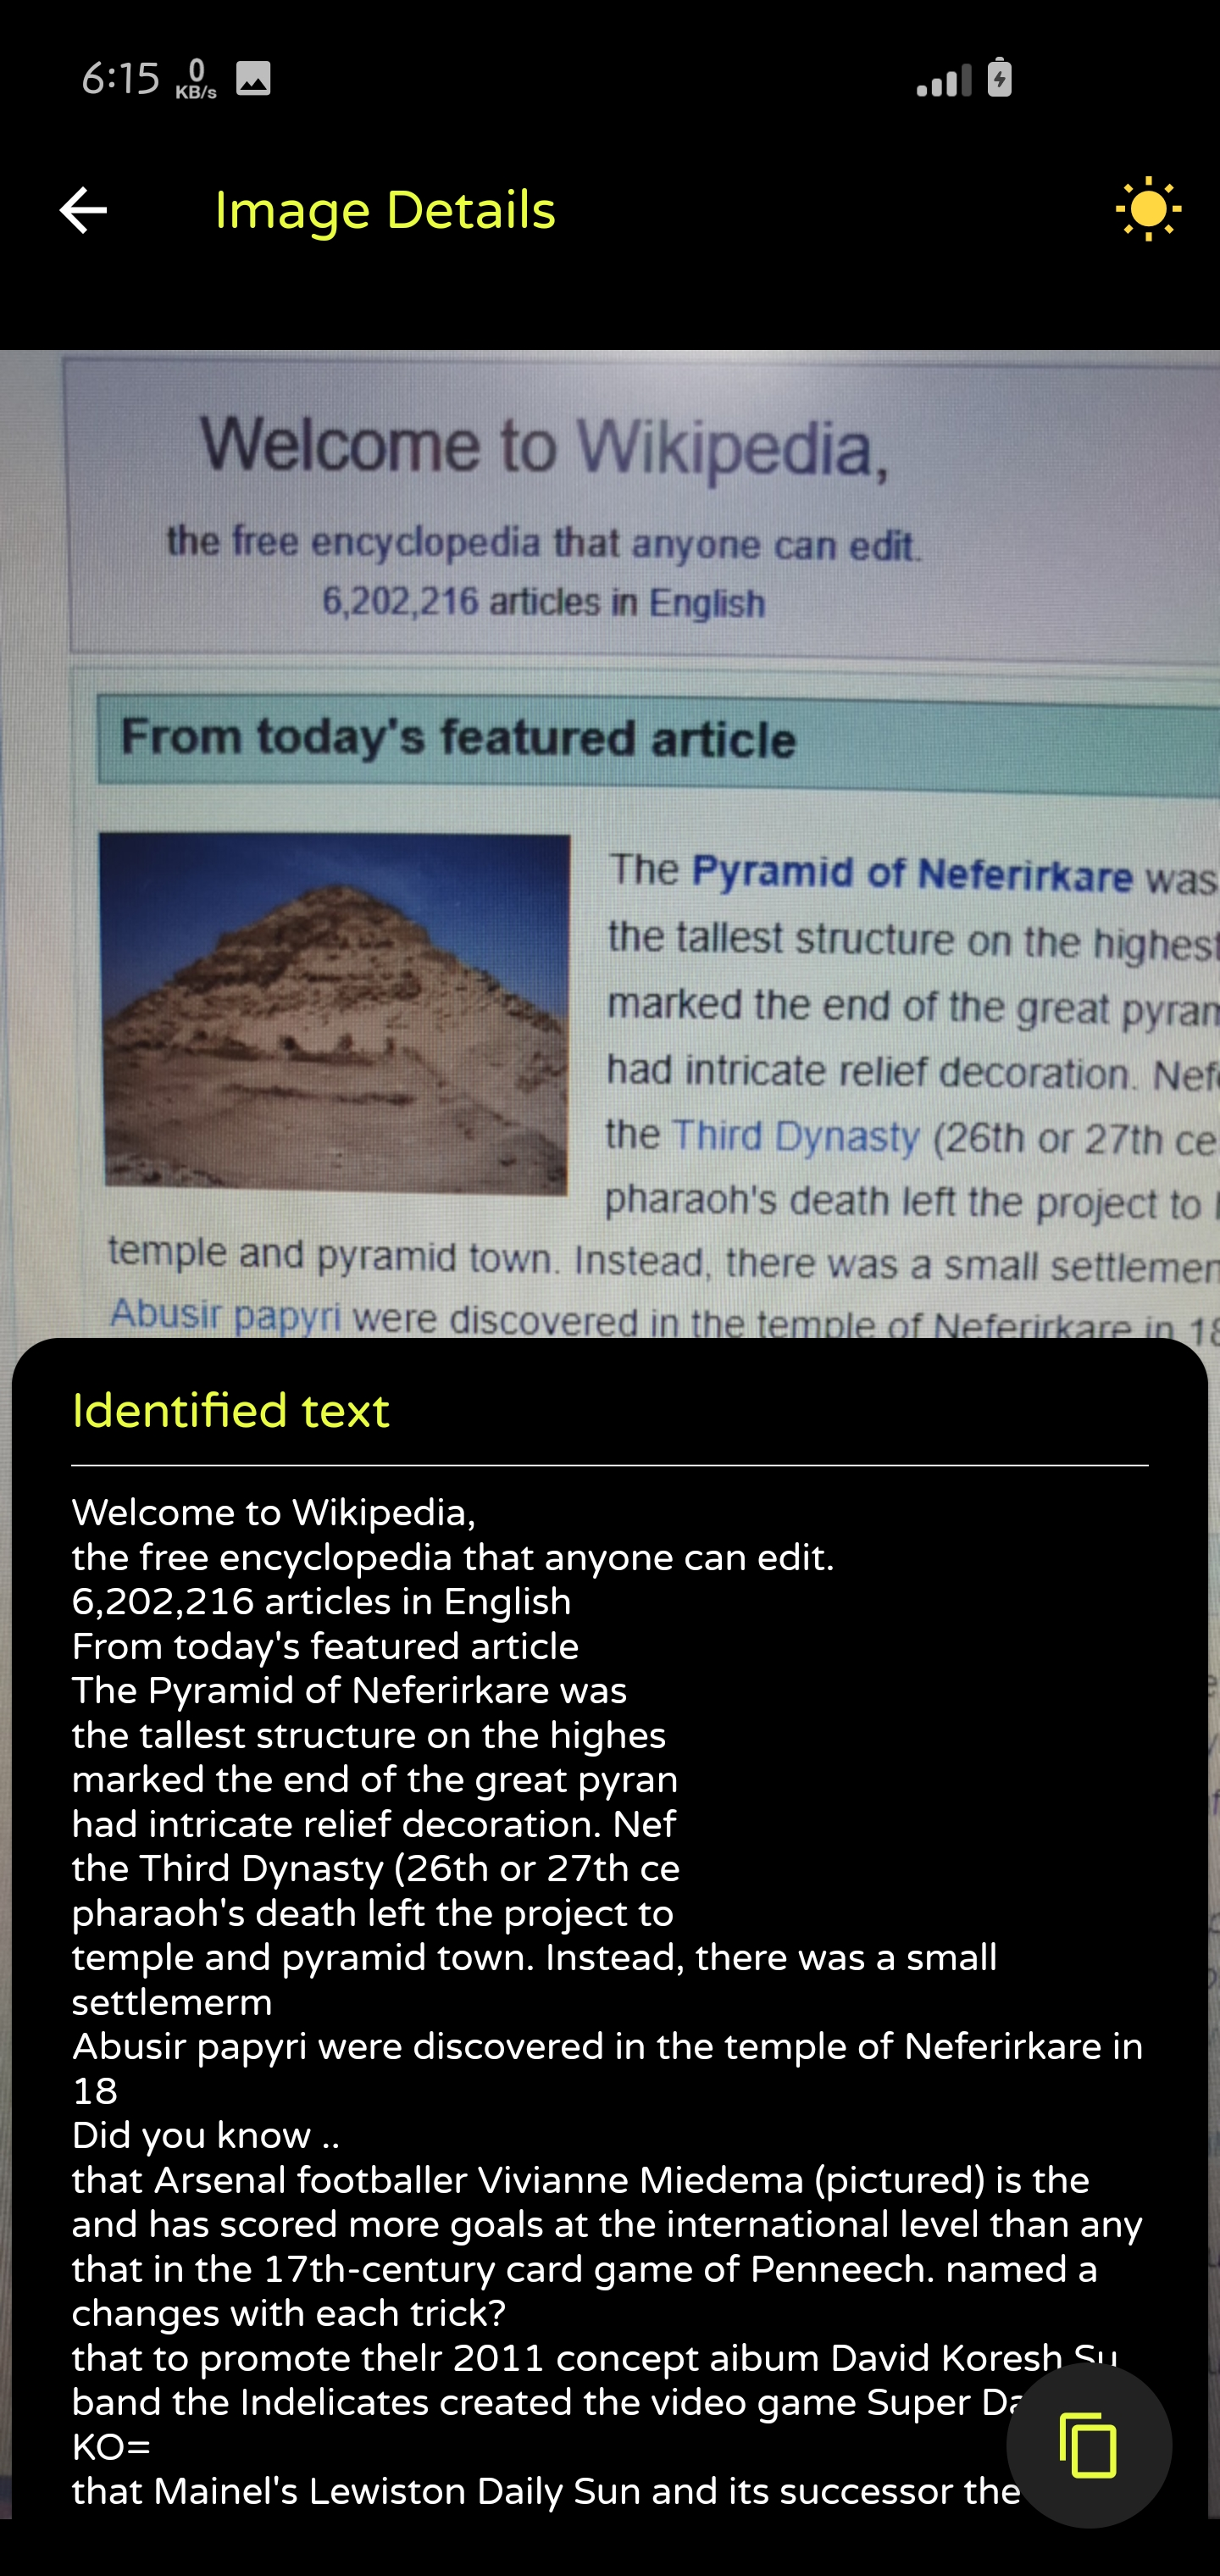 6:15 0 KB/s
Image Details
Welcome to Wikipedia,
the free encyclopedia that anyone can edit.
6,202,216 articles in English
From today's featured article
The Pyramid of Neferirkare was
the tallest structure on the highest
marked the end of the great pyram
had intricate relief decoration. Nefe
the Third Dynasty (26th or 27th ce
pharaoh's death left the project to
temple and pyramid town. Instead, there was a small settlemen
Abusir papyri were discovered in the temple of Neferirkare in 18
Identified text
Welcome to Wikipedia,
the free encyclopedia that anyone can edit.
6,202,216 articles in English
From today's featured article
The Pyramid of Neferirkare was
the tallest structure on the highes
marked the end of the great pyran
had intricate relief decoration. Nef
the Third Dynasty (26th or 27th ce
pharaoh's death left the project to
temple and pyramid town. Instead, there was a small
settlemerm
Abusir papyri were discovered in the temple of Neferirkare in
18
Did you know ..
that Arsenal footballer Vivianne Miedema (pictured) is the
and has scored more goals at the international level than any
that in the 17th-century card game of Penneech. named a
changes with each trick?
that to promote thelr 2011 concept aibum David Koresh Su
band the Indelicates created the video game Super Da
KO=
that Mainel's Lewiston Daily Sun and its successor the